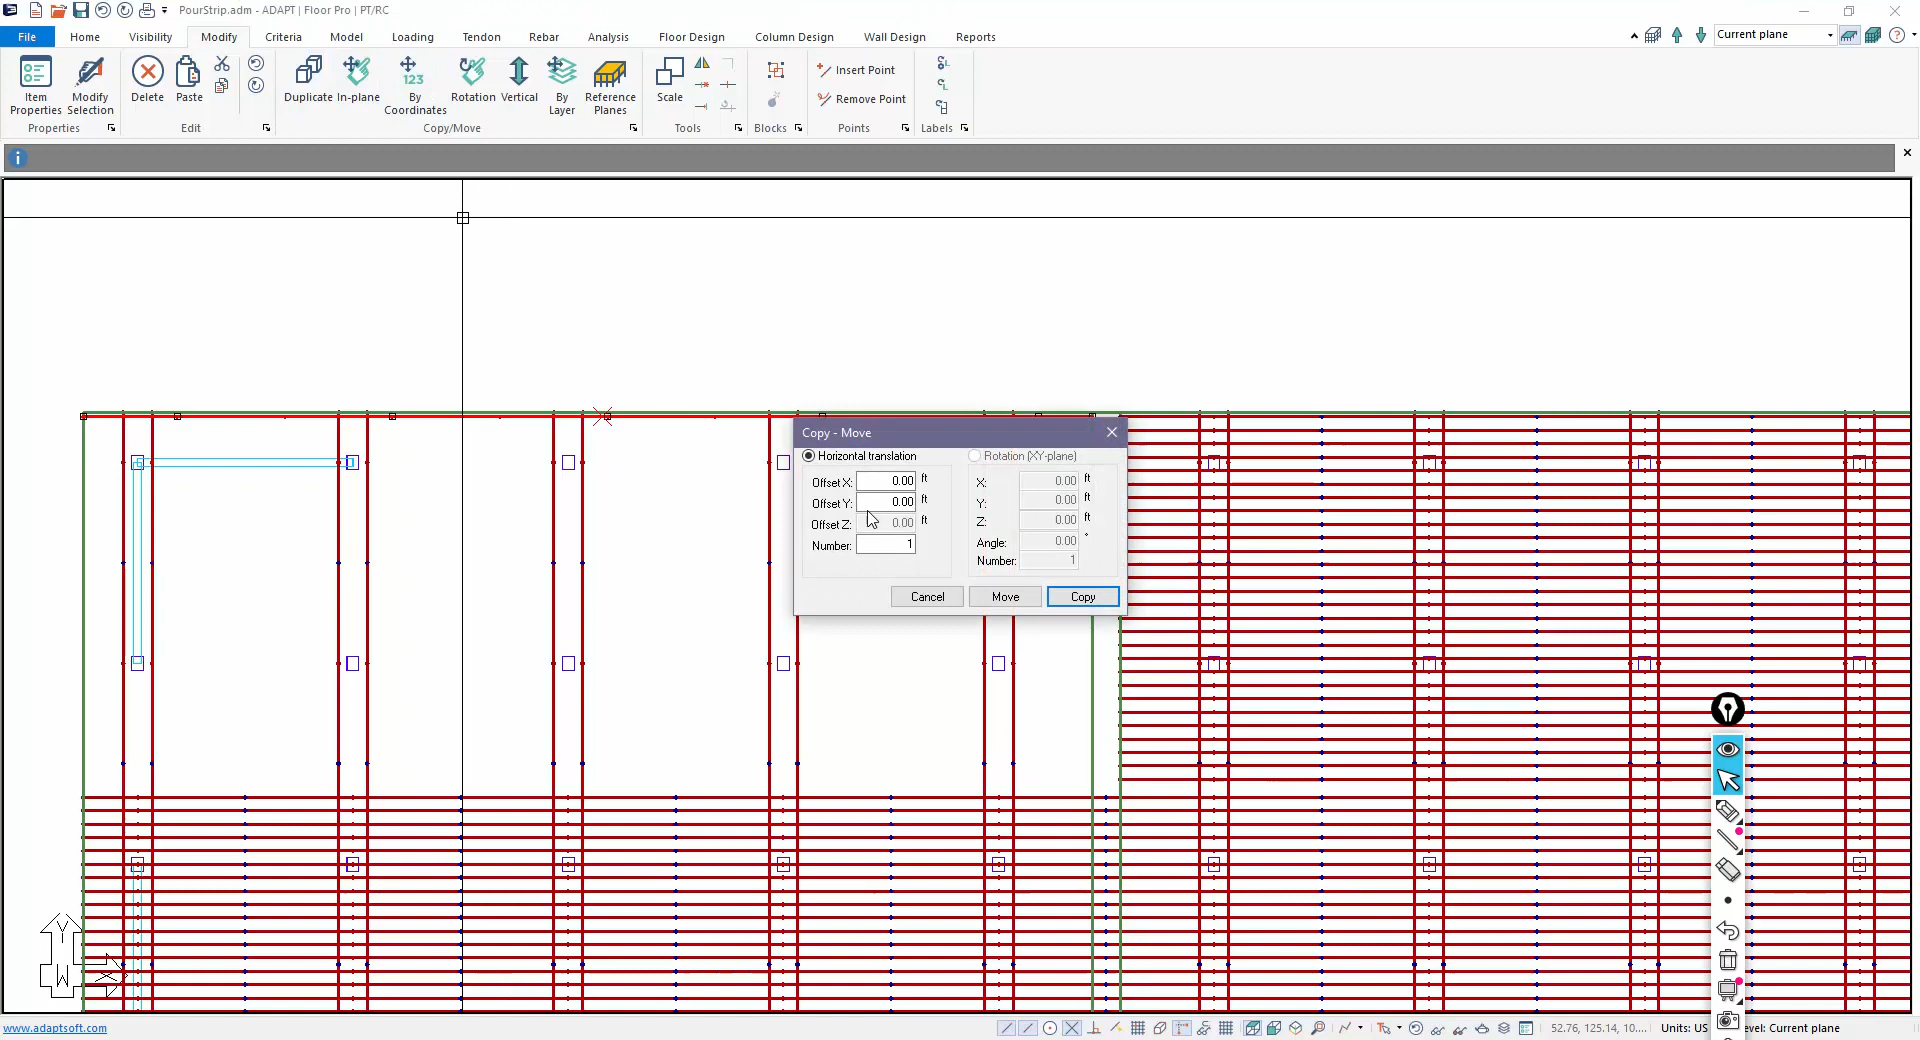 PourStrip.adm - ADAPT | Floor Pro | PT/RC
File Home Visibility Modify Criteria Model Loading Tendon Rebar Analysis Floor Design Column Design Wall Design Reports Current plane
Item Properties
Modify Selection
Delete
Paste
Duplicate
In-plane
123
By Coordinates
Rotation
Vertical
By Layer
Reference Planes
Scale
Insert Point
Remove Point
Properties Edit Copy/Move Tools Blocks Points Labels
Copy - Move
Horizontal translation Rotation (XY-plane)
Offset X: 0.00 ft X: 0.00 ft
Offset Y: 0.00 ft Y: 0.00 ft
Offset Z: 0.00 ft Z: 0.00 ft
Number: 1 Angle: 0.00 °
Number: 1
Cancel Move Copy
Y
W X
www.adaptsoft.com 52.76, 125.14, 10.... Units: US evel: Current plane